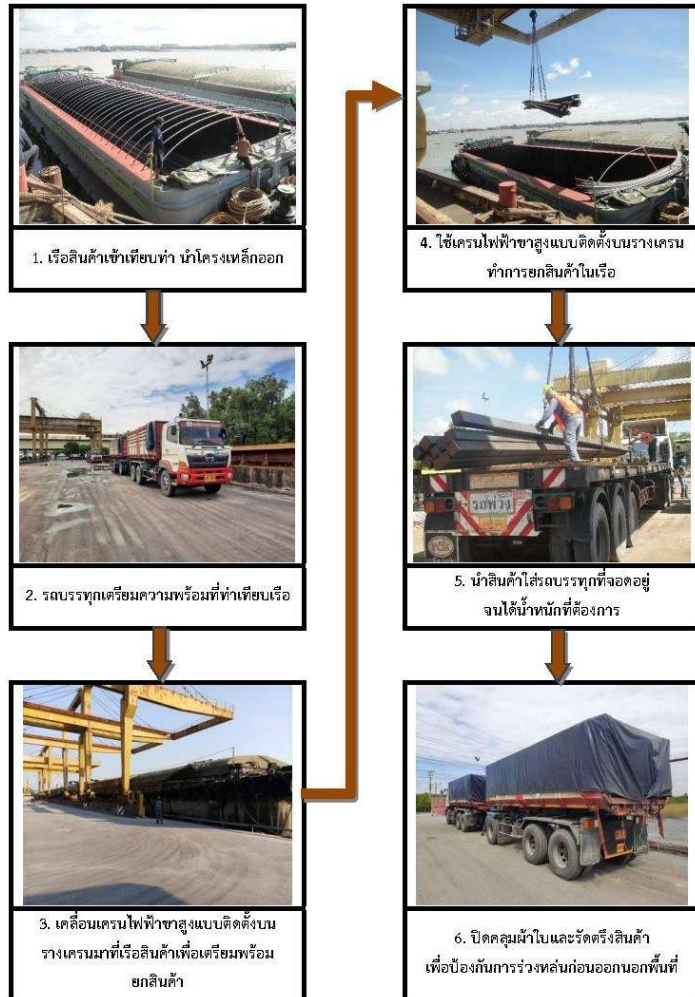 1. เรือสินค้าเข้าเทียบท่า นำโครงเหล็กออก
2. รถบรรทุกเตรียมความพร้อมที่ท่าเทียบเรือ
3. เคลื่อนเครนไฟฟ้าขาสูงแบบติดตั้งบน
รางเครนมาที่เรือสินค้าเพื่อเตรียมพร้อม
ยกสินค้า
4. ใช้เครนไฟฟ้าขาสูงแบบติดตั้งบนรางเครน
ทำการยกสินค้าในเรือ
รถพ่วง
5. นำสินค้าใส่รถบรรทุกที่จอดอยู่
จนได้น้ำหนักที่ต้องการ
6. ปิดคลุมผ้าใบและรัดตรึงสินค้า
เพื่อป้องกันการร่วงหล่นก่อนออกนอกพื้นที่